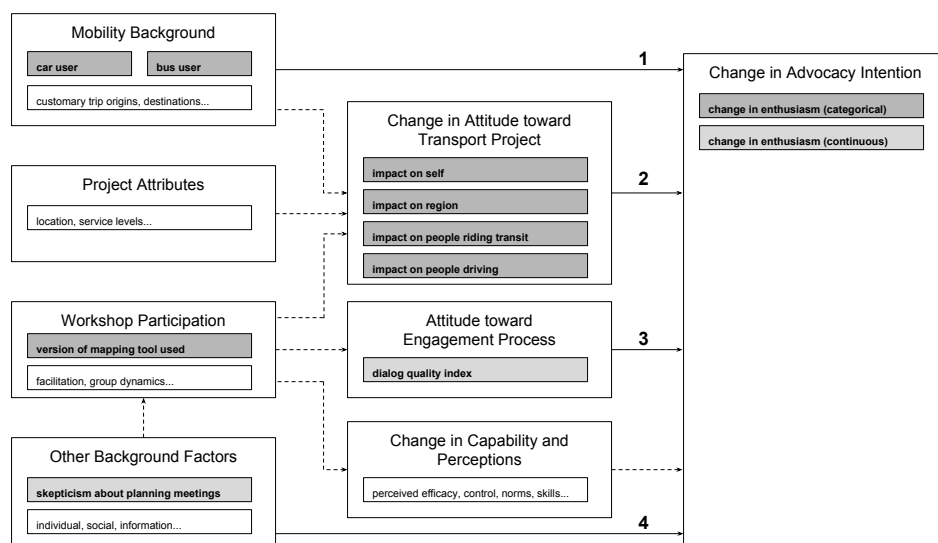 Mobility Background
car user
bus user
customary trip origins, destinations...
Project Attributes
location, service levels...
Workshop Participation
version of mapping tool used
facilitation, group dynamics...
Other Background Factors
skepticism about planning meetings
individual, social, information...
Change in Attitude toward
Transport Project
impact on self
impact on region
impact on people riding transit
impact on people driving
Attitude toward
Engagement Process
dialog quality index
Change in Capability and
Perceptions
perceived efficacy, control, norms, skills...
1
2
3
4
Change in Advocacy Intention
change in enthusiasm (categorical)
change in enthusiasm (continuous)